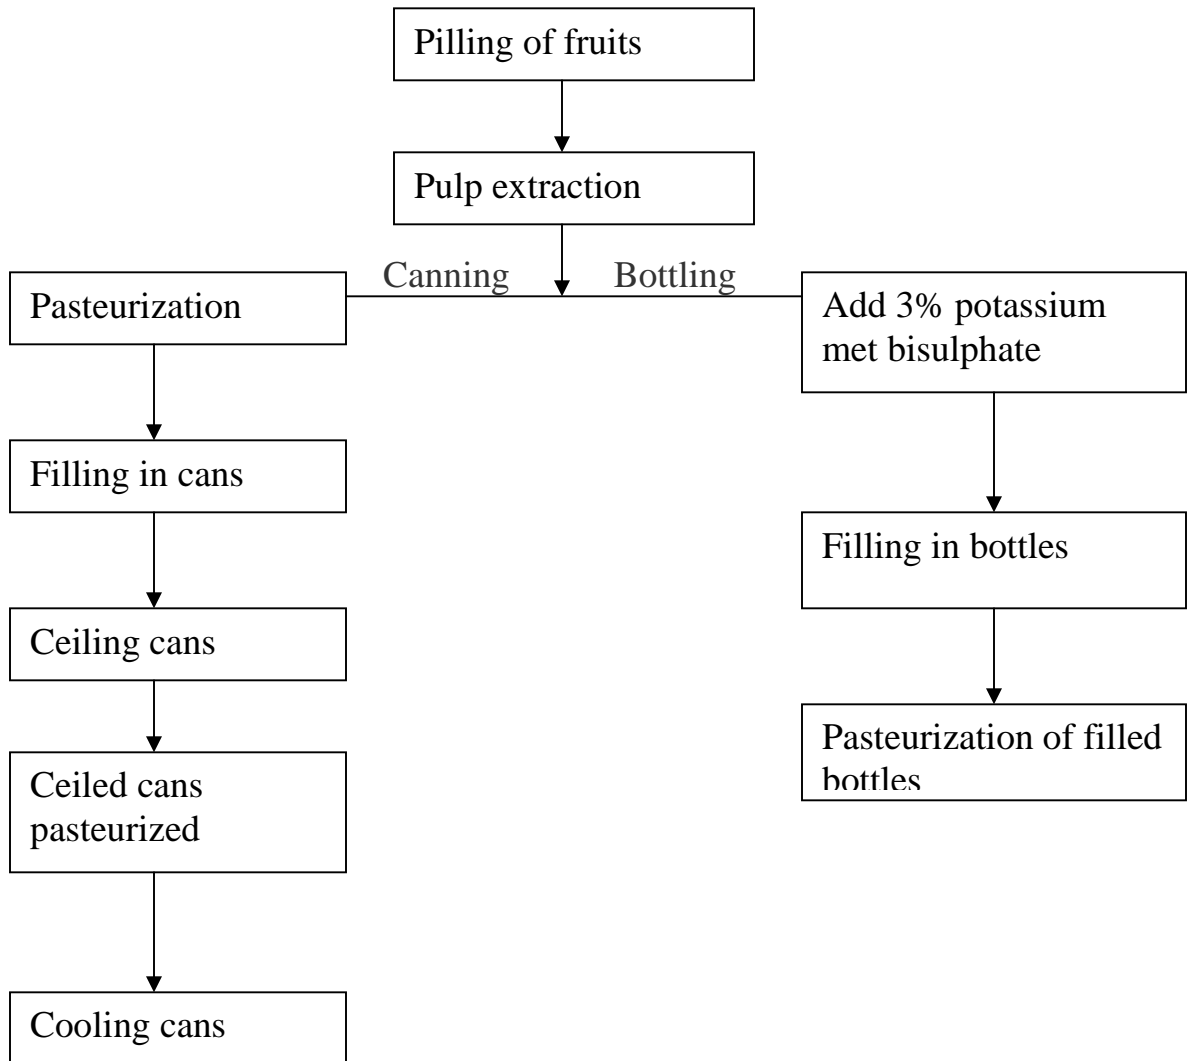 Pilling of fruits
Pulp extraction
Canning
Bottling
Pasteurization
Add 3% potassium
met bisulphate
Filling in cans
Filling in bottles
Ceiling cans
Pasteurization of filled
bottles
Ceiled cans
pasteurized
Cooling cans